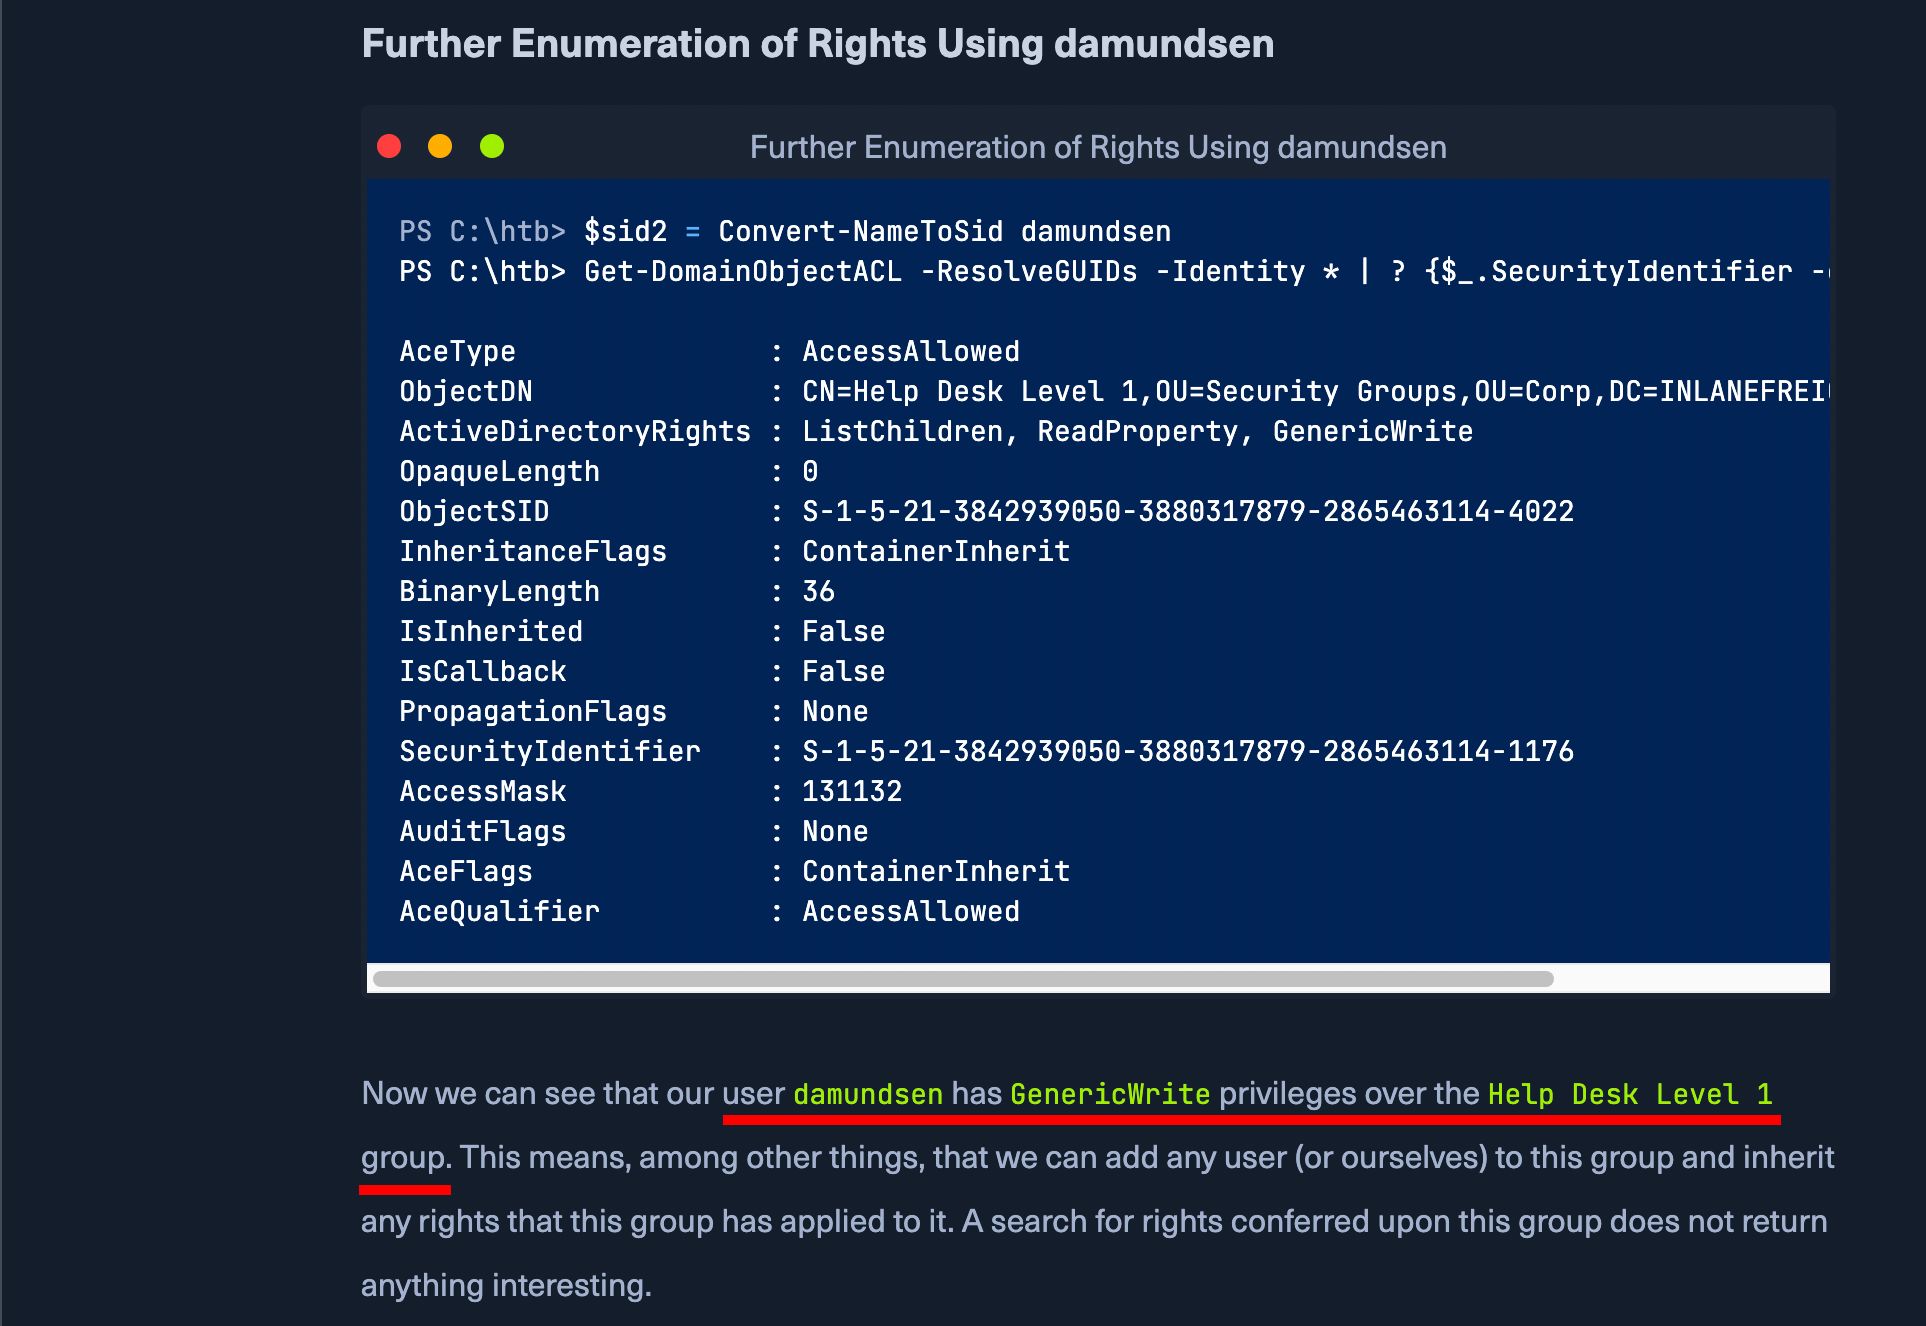 Further Enumeration of Rights Using damundsen
Further Enumeration of Rights Using damundsen
PS C:\htb> $sid2 = Convert-NameToSid damundsen
PS C:\htb> Get-DomainObjectACL -ResolveGUIDs -Identity * | ? {$_.SecurityIdentifier -
AceType : AccessAllowed
ObjectDN : CN=Help Desk Level 1,OU=Security Groups,OU=Corp,DC=INLANEFREI
ActiveDirectoryRights : ListChildren, ReadProperty, GenericWrite
OpaqueLength : 0
ObjectSID : S-1-5-21-3842939050-3880317879-2865463114-4022
InheritanceFlags : ContainerInherit
BinaryLength : 36
IsInherited : False
IsCallback : False
PropagationFlags : None
SecurityIdentifier : S-1-5-21-3842939050-3880317879-2865463114-1176
AccessMask : 131132
AuditFlags : None
AceFlags : ContainerInherit
AceQualifier : AccessAllowed
Now we can see that our user damundsen has GenericWrite privileges over the Help Desk Level 1
group. This means, among other things, that we can add any user (or ourselves) to this group and inherit
any rights that this group has applied to it. A search for rights conferred upon this group does not return
anything interesting.